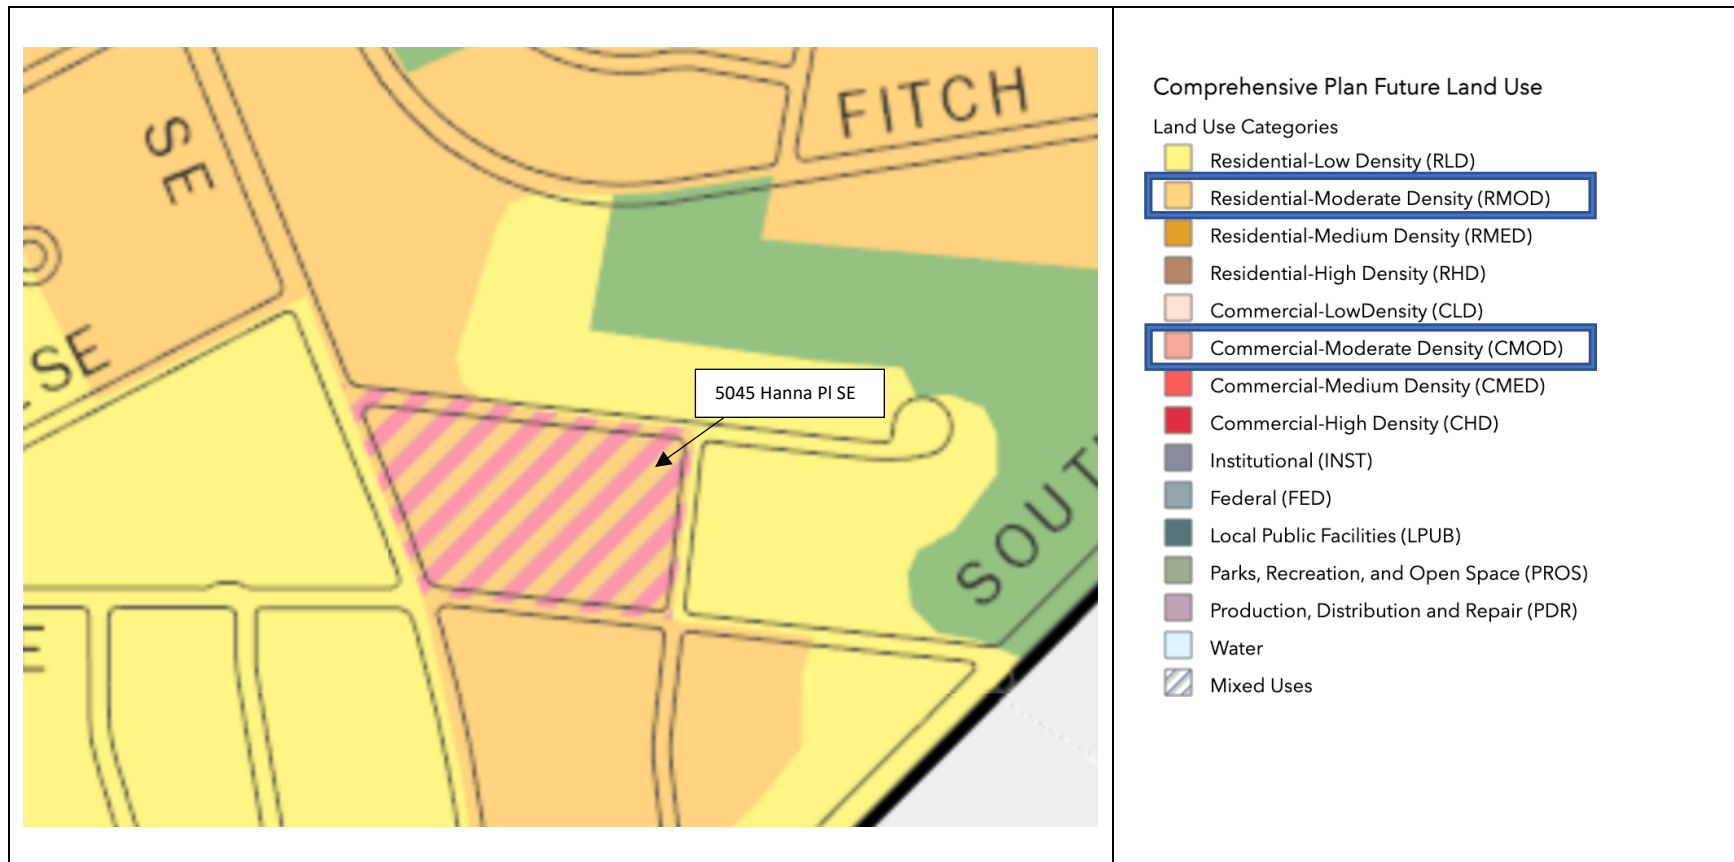 FITCH
SE
SE
5045 Hanna Pl SE
SOUT
E
Comprehensive Plan Future Land Use
Land Use Categories
Residential-Low Density (RLD)
Residential-Moderate Density (RMOD)
Residential-Medium Density (RMED)
Residential-High Density (RHD)
Commercial-LowDensity (CLD)
Commercial-Moderate Density (CMOD)
Commercial-Medium Density (CMED)
Commercial-High Density (CHD)
Institutional (INST)
Federal (FED)
Local Public Facilities (LPUB)
Parks, Recreation, and Open Space (PROS)
Production, Distribution and Repair (PDR)
Water
Mixed Uses